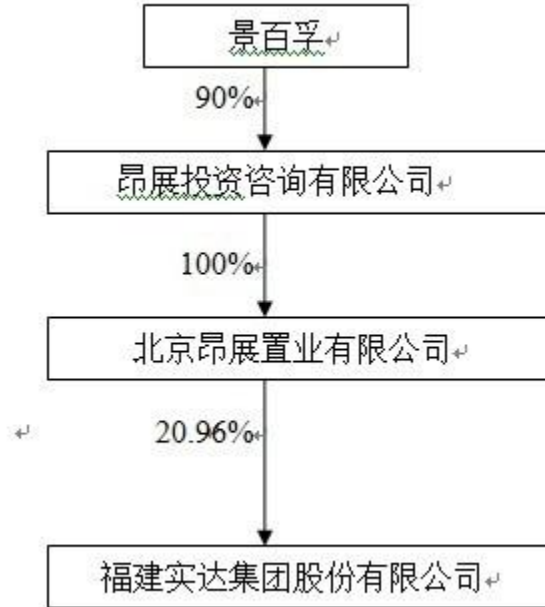 景百孚
90%
昂展投资咨询有限公司
100%
北京昂展置业有限公司
20.96%
福建实达集团股份有限公司